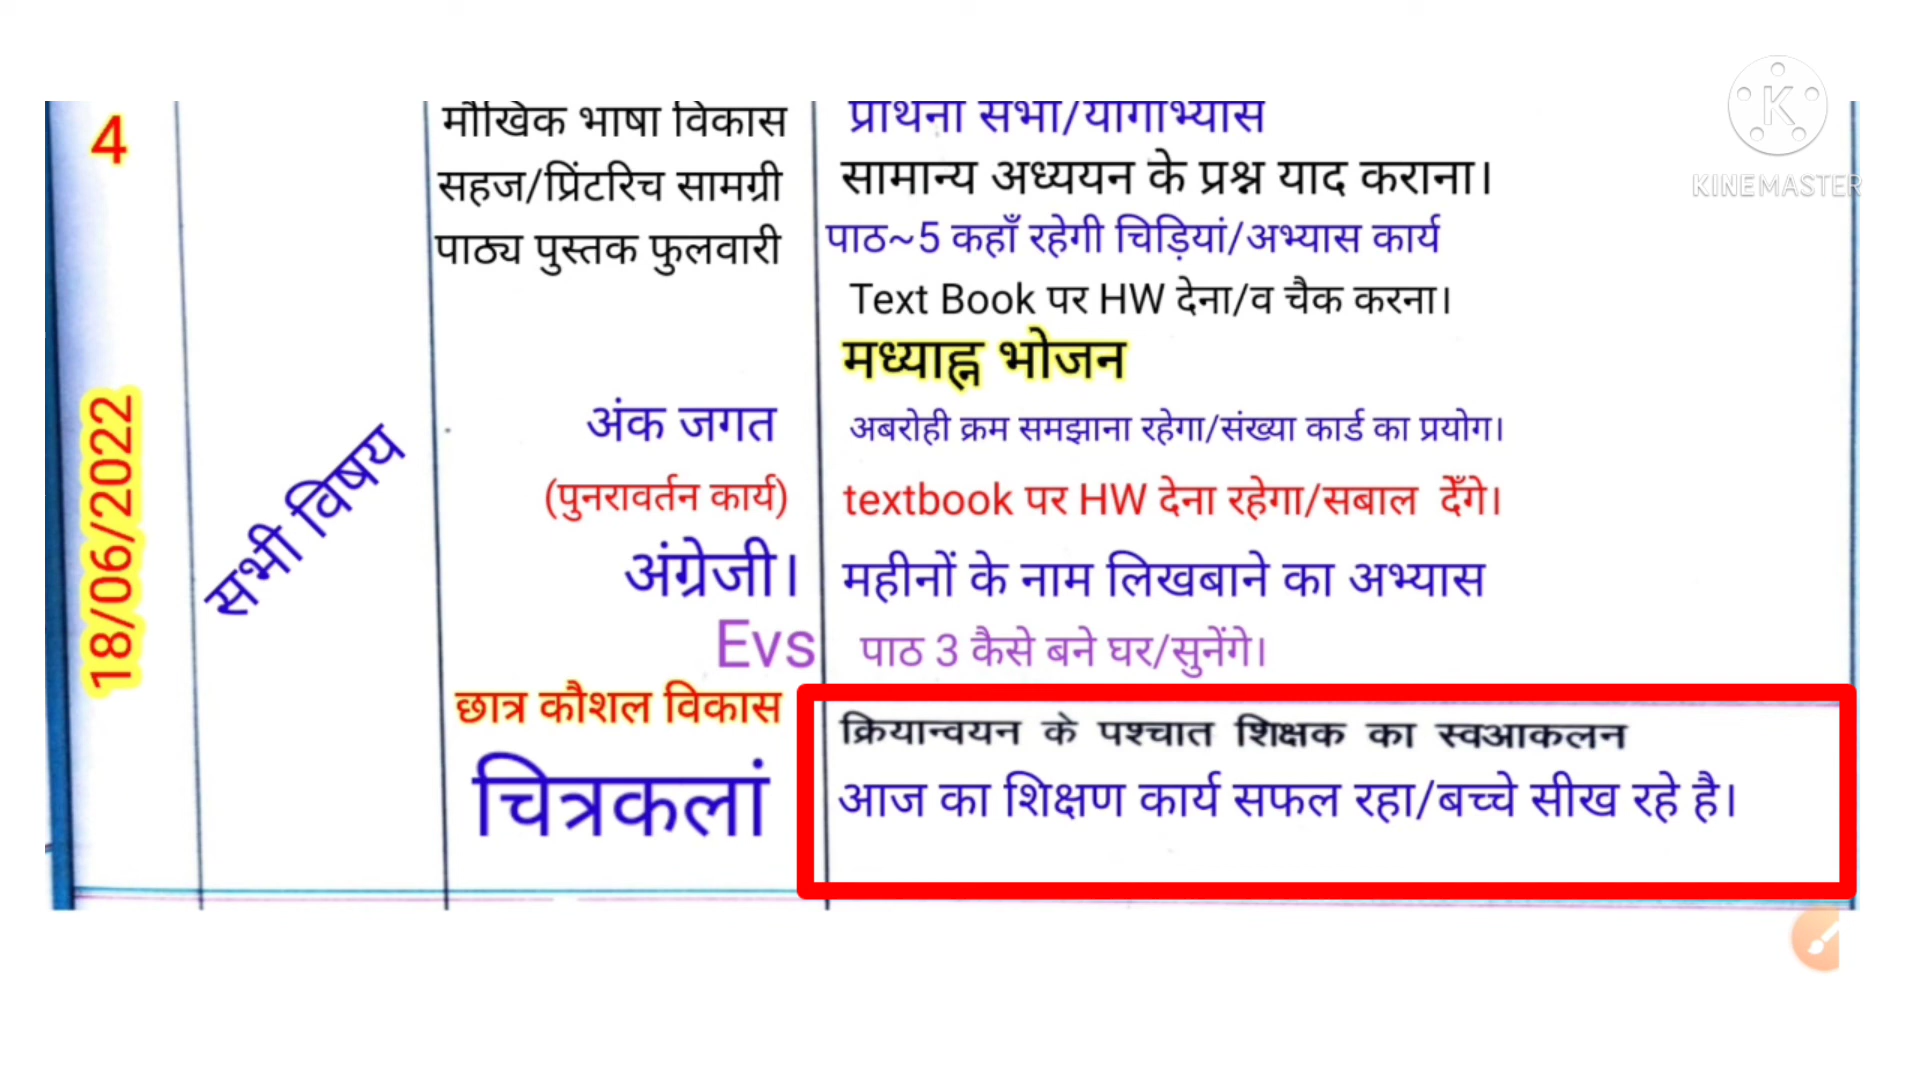 4
18/06/2022
सभी विषय
मौखिक भाषा विकास
सहज/प्रिंटरिच सामग्री
पाठ्य पुस्तक फुलवारी
अंक जगत
(पुनरावर्तन कार्य)
अंग्रेजी।
Evs
छात्र कौशल विकास
चित्रकलां
प्रार्थना सभा/योगाभ्यास
सामान्य अध्ययन के प्रश्न याद कराना।
पाठ~5 कहाँ रहेगी चिड़ियां/अभ्यास कार्य
Text Book पर HW देना/व चैक करना।
मध्याह्न भोजन
अबरोही क्रम समझाना रहेगा/संख्या कार्ड का प्रयोग।
textbook पर HW देना रहेगा/सबाल देँगे।
महीनों के नाम लिखबाने का अभ्यास
पाठ 3 कैसे बने घर/सुनेंगे।
क्रियान्वयन के पश्चात शिक्षक का स्वआकलन
आज का शिक्षण कार्य सफल रहा/बच्चे सीख रहे है।
KINEMASTER